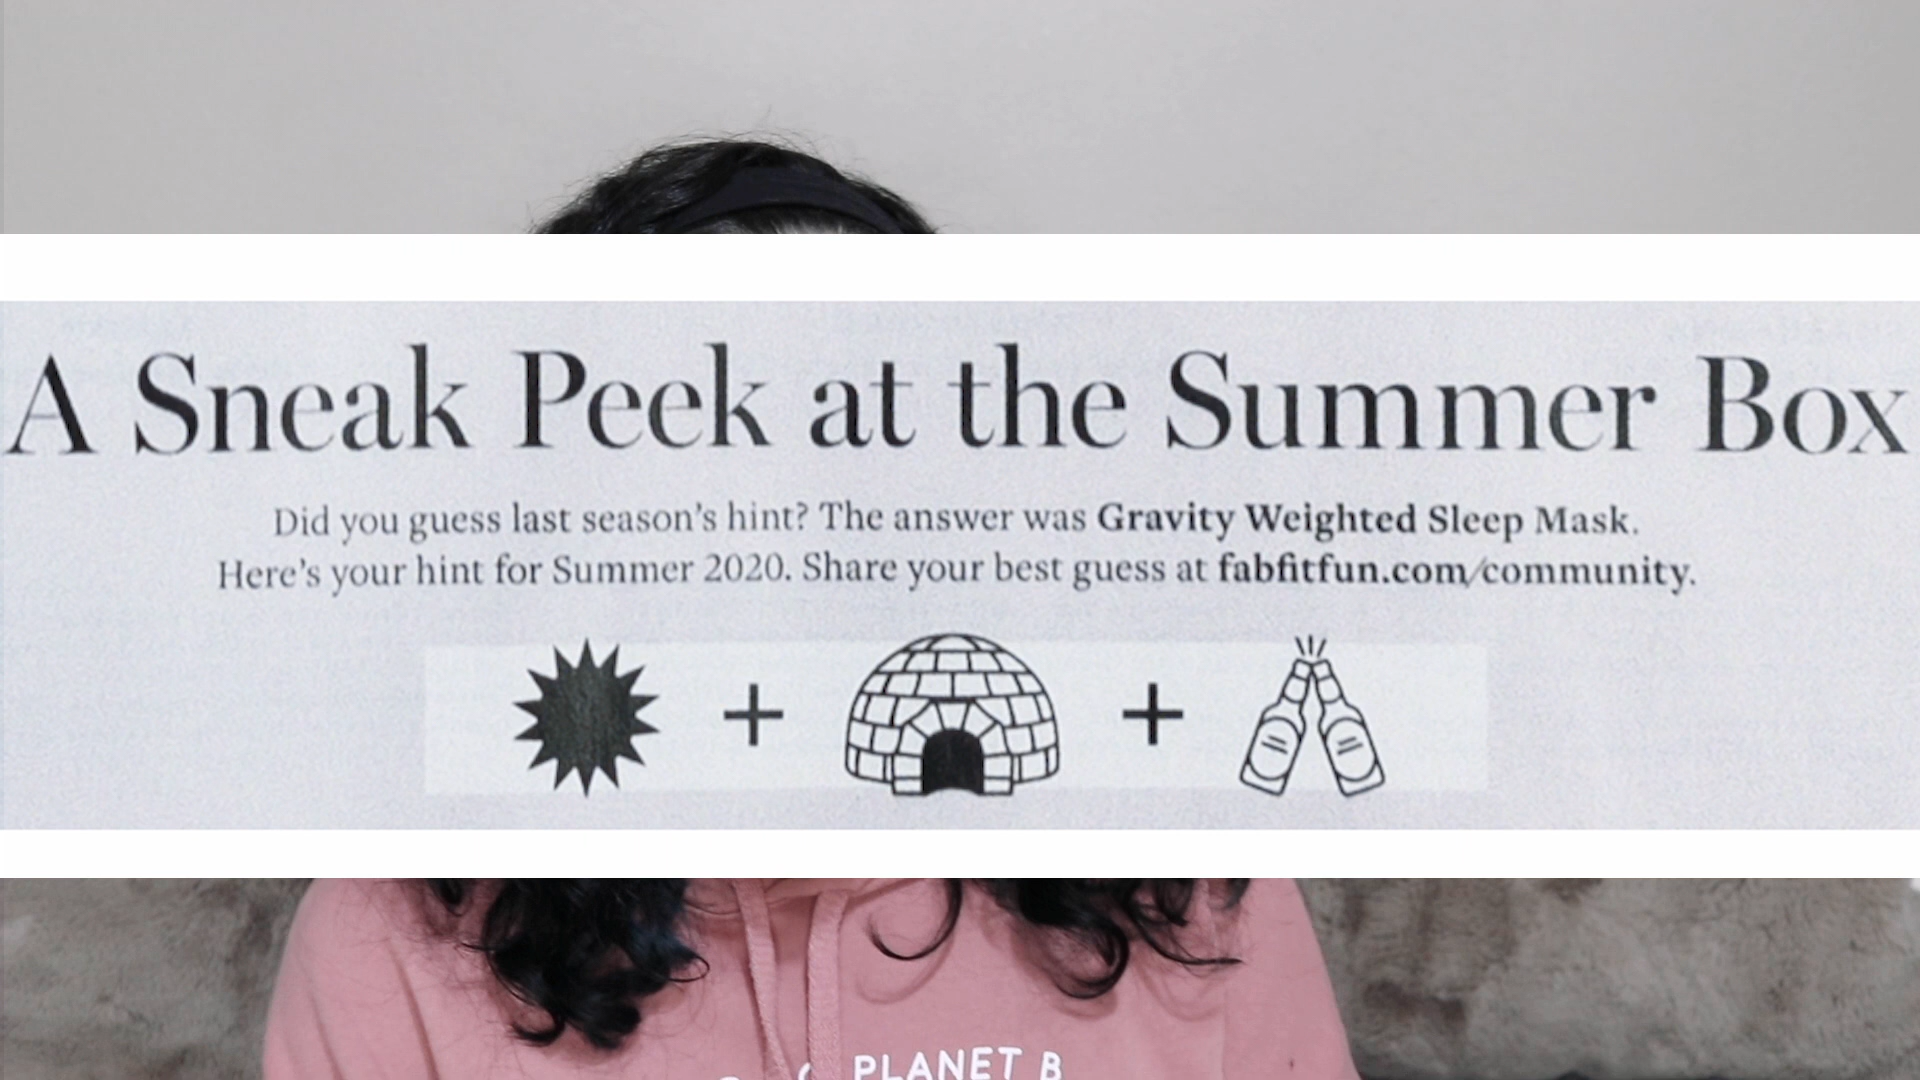 A Sneak Peek at the Summer Box
Did you guess last season's hint? The answer was Gravity Weighted Sleep Mask.
Here's your hint for Summer 2020. Share your best guess at fabfitfun.com/community.
+ +
PLANET B